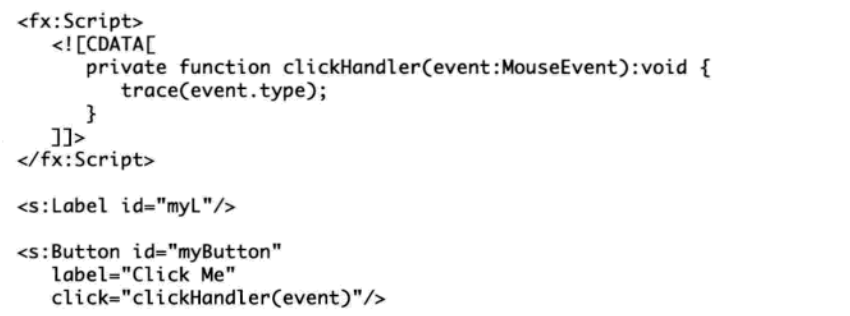 <fx:Script>
<![CDATA[
private function clickHandler(event:MouseEvent):void {
trace(event.type);
}
]]>
</fx:Script>
<s:Label id="myL"/>
<s:Button id="myButton"
label="Click Me"
click="clickHandler(event)"/>